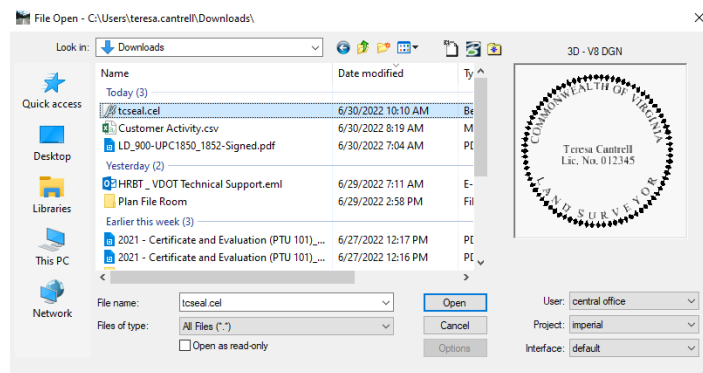 File Open - C:\Users\teresa.cantrell\Downloads\
Look in:
Downloads
3D - V8 DGN
Quick access
Desktop
Libraries
This PC
Network
Name Date modified Ty
Today (3)
tcseal.cel 6/30/2022 10:10 AM Be
Customer Activity.csv 6/30/2022 8:19 AM M
LD_900-UPC1850_1852-Signed.pdf 6/30/2022 7:04 AM PD
Yesterday (2)
HRBT _ VDOT Technical Support.eml 6/29/2022 7:11 AM E-
Plan File Room 6/29/2022 2:58 PM Fil
Earlier this week (3)
2021 - Certificate and Evaluation (PTU 101)_... 6/27/2022 12:17 PM PD
2021 - Certificate and Evaluation (PTU 101)_... 6/27/2022 12:16 PM PD
COMMONWEALTH OF VIRGINIA
Teresa Cantrell
Lic. No. 012345
LAND SURVEYOR
File name: tcseal.cel Open
Files of type: All Files (*.*) Cancel
Open as read-only Options
User: central office
Project: imperial
Interface: default